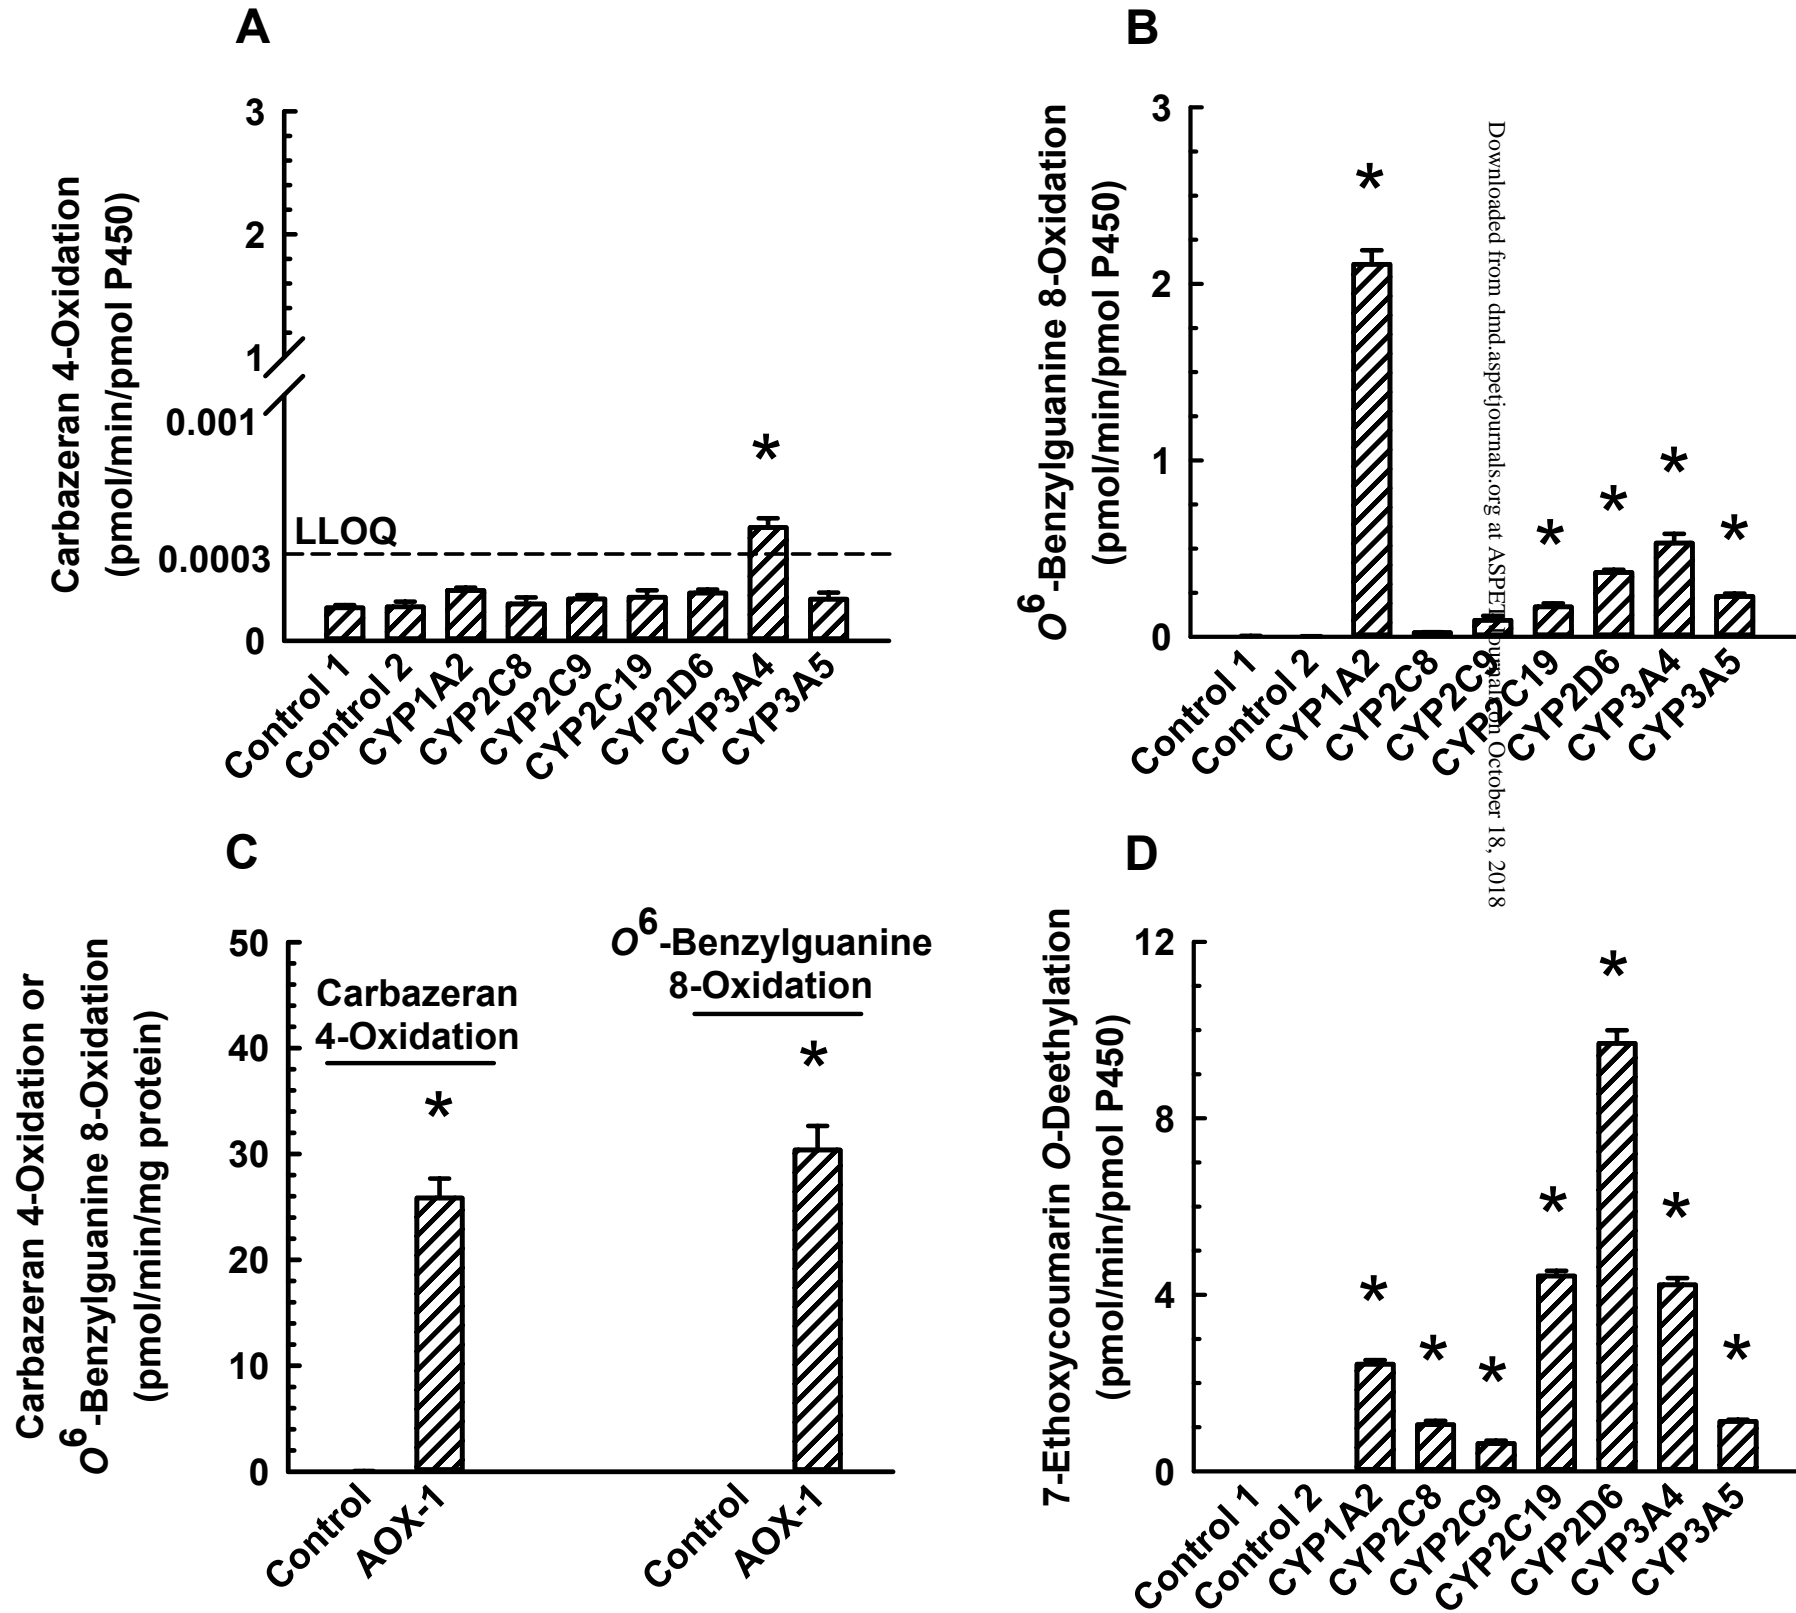 A
Carbazeran 4-Oxidation
(pmol/min/pmol P450)
3
2
1
0.001
0.0003
0
LLOQ
*
Control 1
Control 2
CYP1A2
CYP2C8
CYP2C9
CYP2C19
CYP2D6
CYP3A4
CYP3A5
B
O6-Benzylguanine 8-Oxidation
(pmol/min/pmol P450)
3
2
1
0
*
*
*
*
*
Control 1
Control 2
CYP1A2
CYP2C8
CYP2C9
CYP2C19
CYP2D6
CYP3A4
CYP3A5
Downloaded from dmd.aspetjournals.org at ASPET Journals on October 18, 2018
C
Carbazeran 4-Oxidation or
O6-Benzylguanine 8-Oxidation
(pmol/min/mg protein)
50
40
30
20
10
0
Carbazeran
4-Oxidation
*
O6-Benzylguanine
8-Oxidation
*
Control
AOX-1
Control
AOX-1
D
7-Ethoxycoumarin O-Deethylation
(pmol/min/pmol P450)
12
8
4
0
*
*
*
*
*
*
*
Control 1
Control 2
CYP1A2
CYP2C8
CYP2C9
CYP2C19
CYP2D6
CYP3A4
CYP3A5